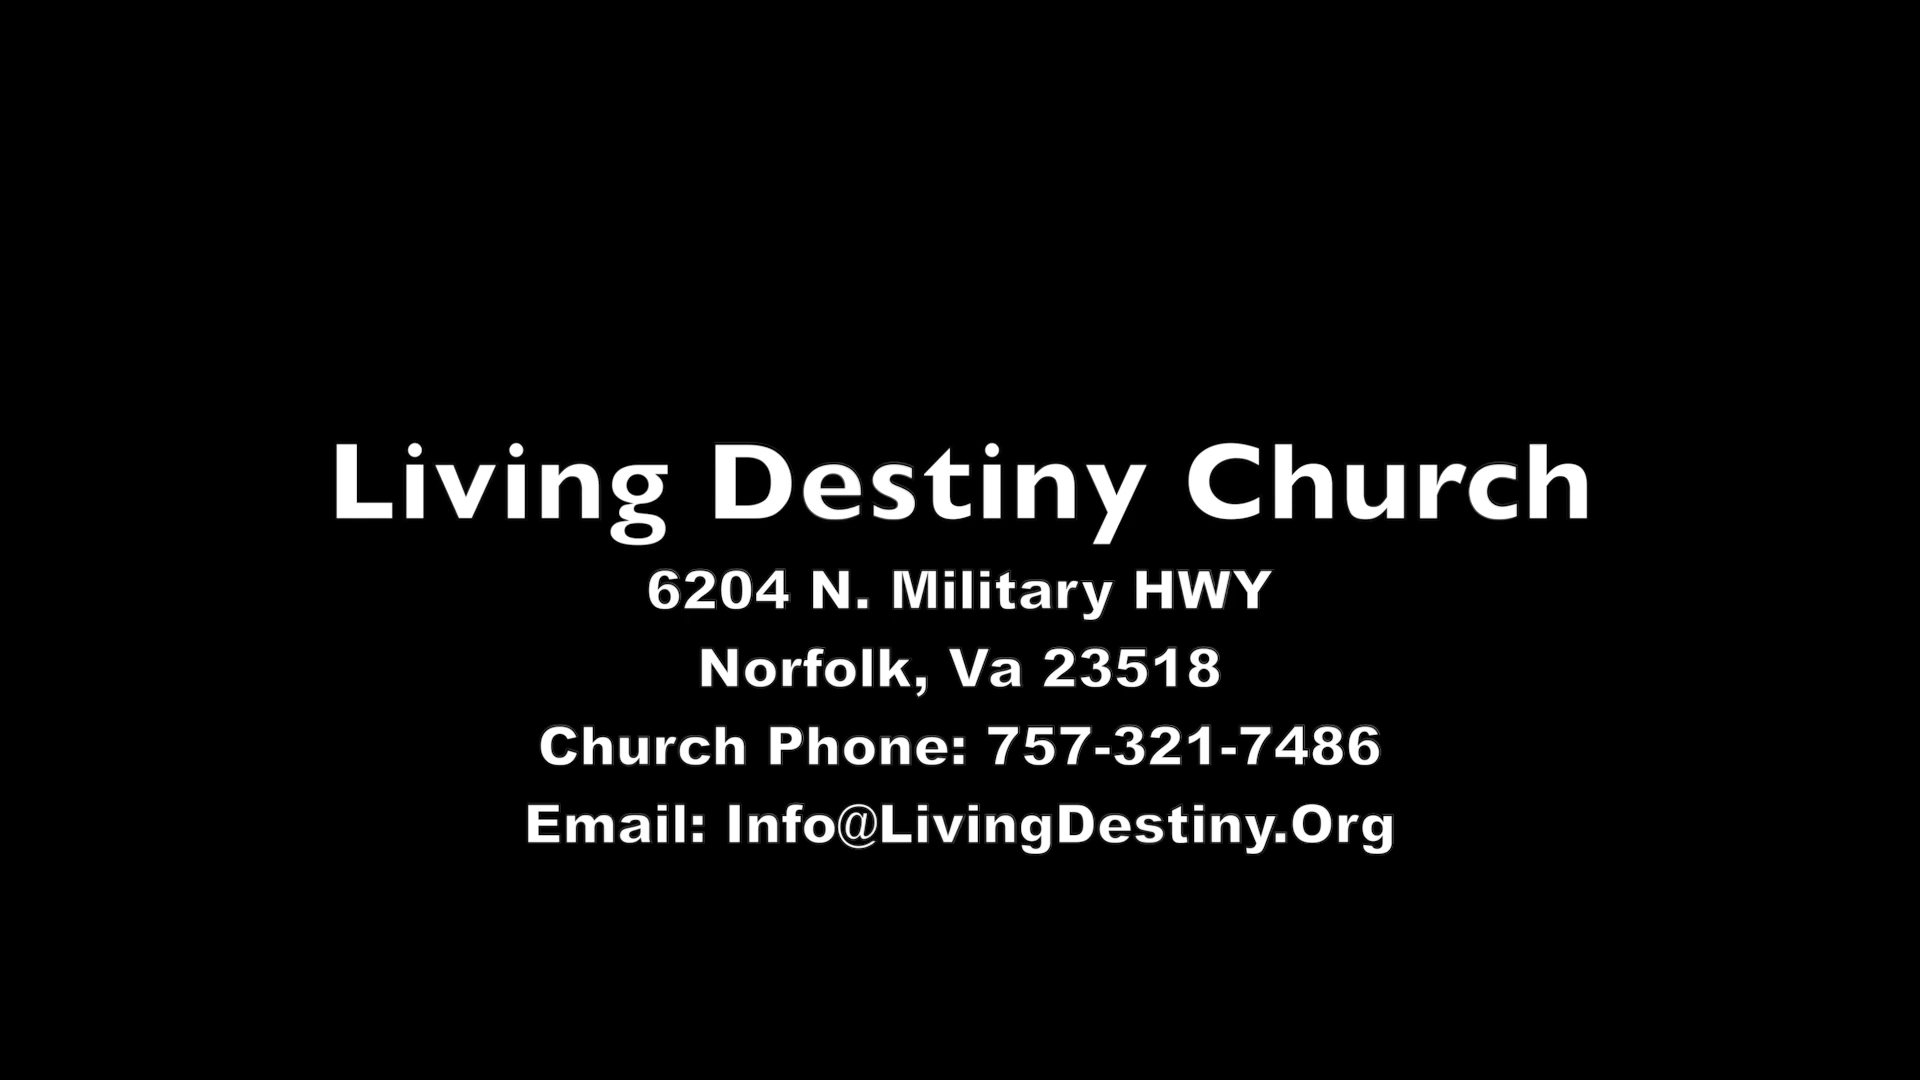 Living Destiny Church
6204 N. Military HWY
Norfolk, Va 23518
Church Phone: 757-321-7486
Email: Info@LivingDestiny.Org